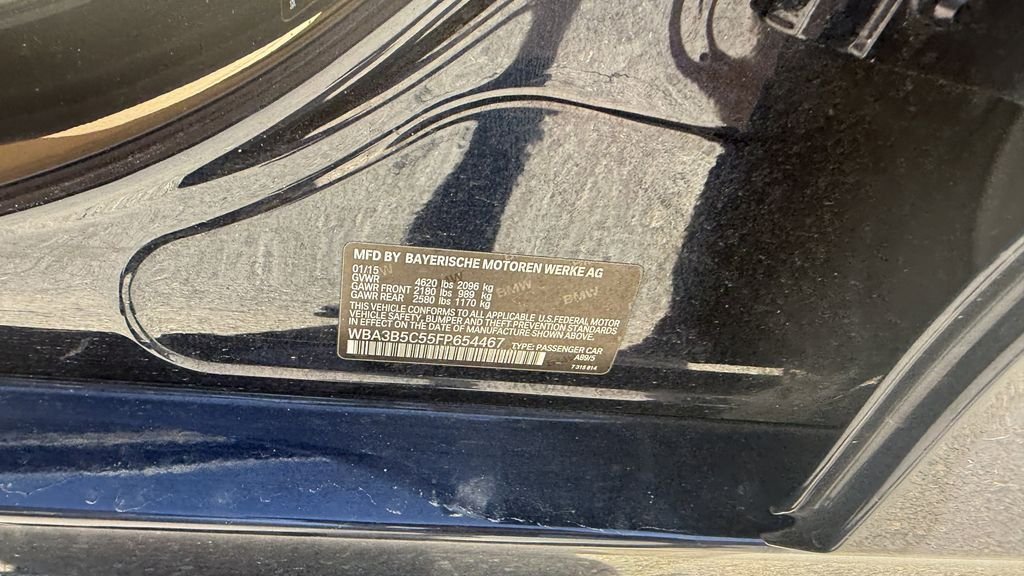 MFD BY BAYERISCHE MOTOREN WERKE AG
01/15
GVWR 4620 lbs 2096 kg
GAWR FRONT 2180 lbs 989 kg
GAWR REAR 2580 lbs 1170 kg
THIS VEHICLE CONFORMS TO ALL APPLICABLE U.S.FEDERAL MOTOR
VEHICLE SAFETY, BUMPER, AND THEFT PREVENTION STANDARDS
IN EFFECT ON THE DATE OF MANUFACTURE SHOWN ABOVE.
WBA3B5C55FP654467 TYPE: PASSENGER CAR
A89/5
7 315 814
BMW
BMW
BMW